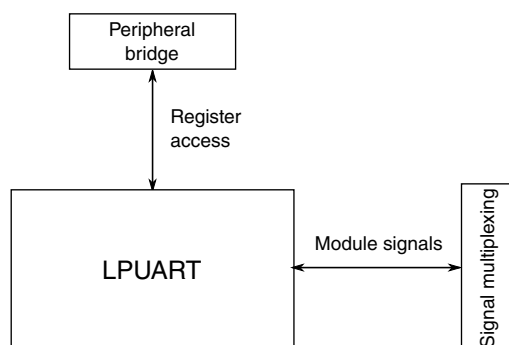 Peripheral
bridge
Register
access
LPUART
Module signals
Signal multiplexing